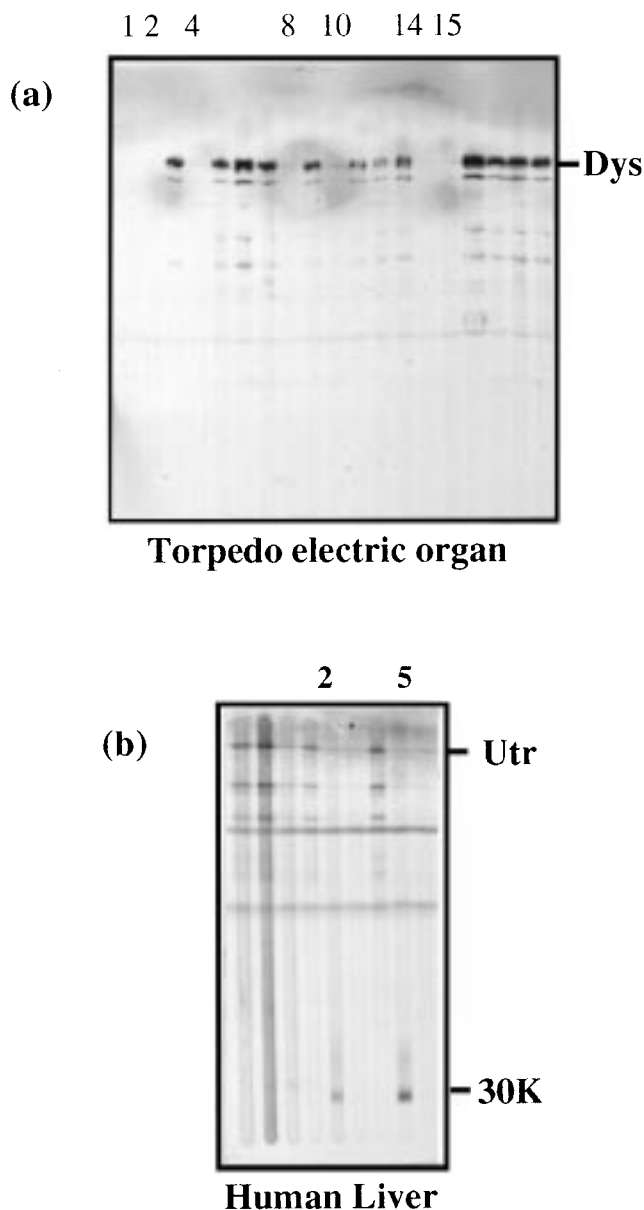 1 2 4 8 10 14 15
(a)
Dys
Torpedo electric organ
2 5
(b)
Utr
30K
Human Liver